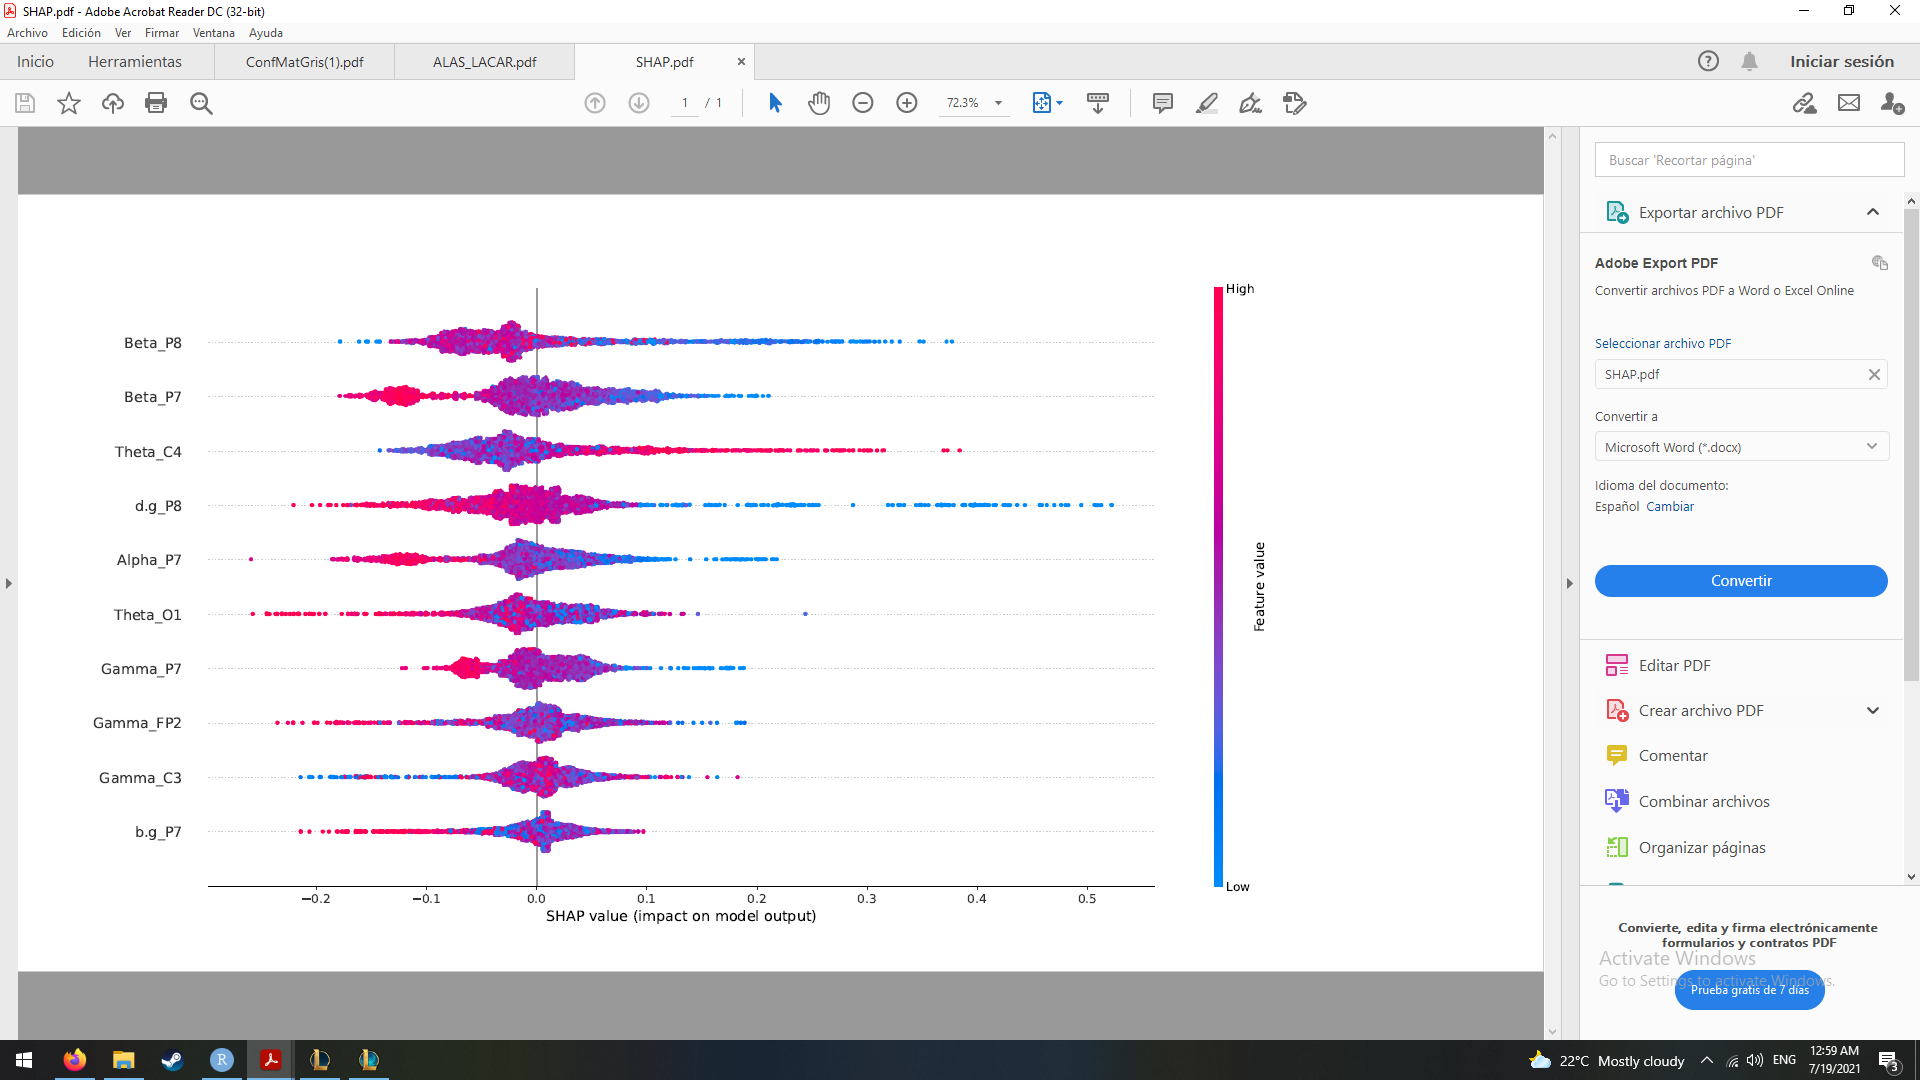 SHAP.pdf - Adobe Acrobat Reader DC (32-bit)
Archivo Edición Ver Firmar Ventana Ayuda
Inicio Herramientas ConfMatGris(1).pdf ALAS_LACAR.pdf SHAP.pdf Iniciar sesión
1 / 1 72.3%
High
Beta_P8
Beta_P7
Theta_C4
d.g_P8
Alpha_P7
Theta_O1
Gamma_P7
Gamma_FP2
Gamma_C3
b.g_P7
−0.2 −0.1 0.0 0.1 0.2 0.3 0.4 0.5
SHAP value (impact on model output)
Feature value
Low
Buscar 'Recortar página'
Exportar archivo PDF
Adobe Export PDF
Convertir archivos PDF a Word o Excel Online
Seleccionar archivo PDF
SHAP.pdf
Convertir a
Microsoft Word (*.docx)
Idioma del documento:
Español Cambiar
Convertir
Editar PDF
Crear archivo PDF
Comentar
Combinar archivos
Organizar páginas
Convierte, edita y firma electrónicamente
formularios y contratos PDF
Activate Windows
Go to Settings to activate Windows.
Prueba gratis de 7 días
22°C Mostly cloudy ENG 12:59 AM
7/19/2021
3